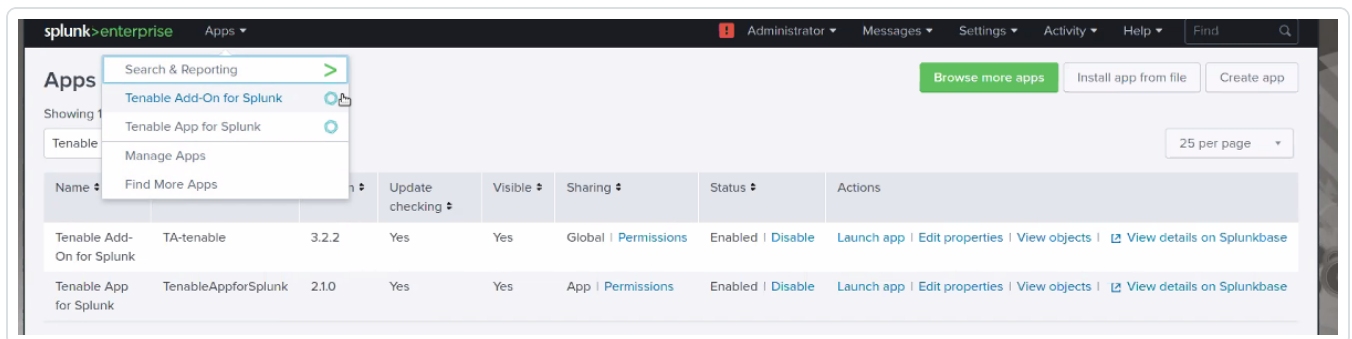 splunk>enterprise Apps Administrator Messages Settings Activity Help Find
Search & Reporting >
Apps Browse more apps Install app from file Create app
Tenable Add-On for Splunk
Showing 1
Tenable App for Splunk
Tenable 25 per page
Manage Apps
Find More Apps
Name Update checking Visible Sharing Status Actions
Tenable Add-On for Splunk TA-tenable 3.2.2 Yes Yes Global | Permissions Enabled | Disable Launch app | Edit properties | View objects | View details on Splunkbase
Tenable App for Splunk TenableAppforSplunk 2.1.0 Yes Yes App | Permissions Enabled | Disable Launch app | Edit properties | View objects | View details on Splunkbase